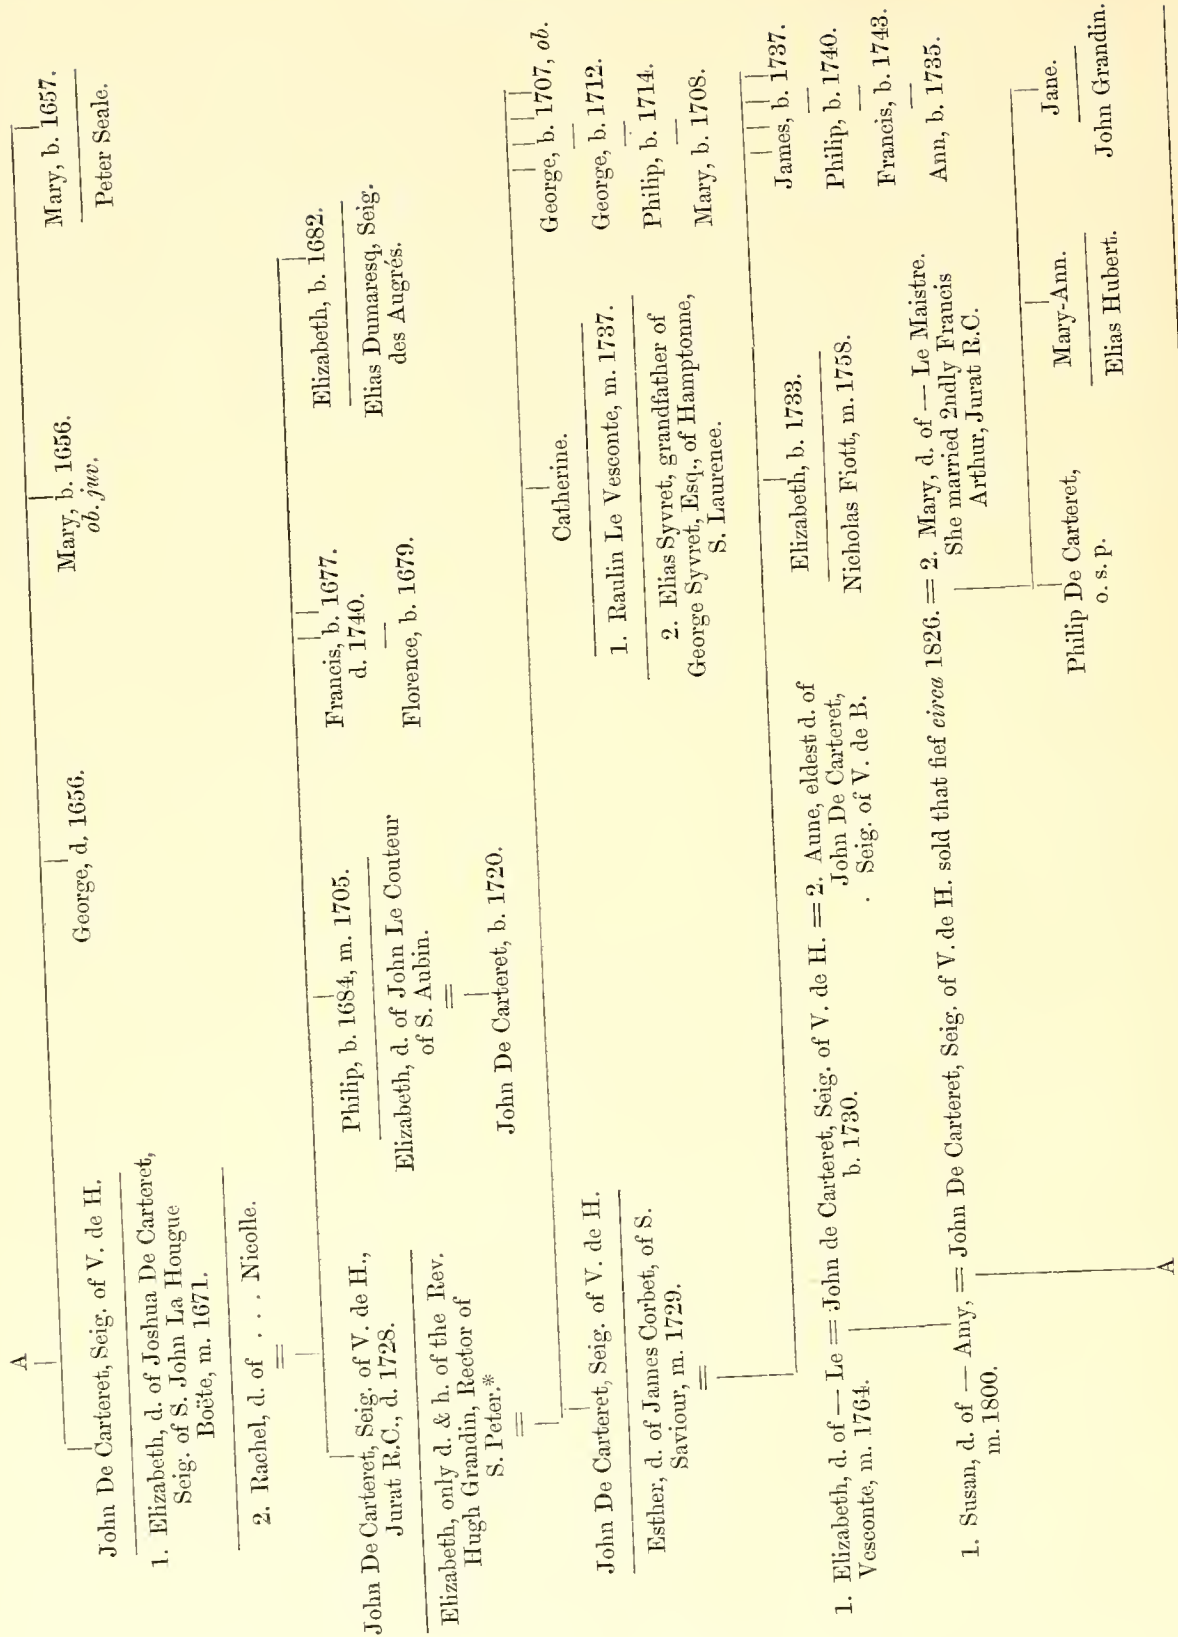 A
John De Carteret, Seig. of V. de H.
1. Elizabeth, d. of Joshua De Carteret,
Seig. of S. John La Hougue
Boëte, m. 1671.
2. Rachel, d. of . . . Nicolle.
=
George, d. 1656.
Mary, b. 1656.
ob. juv.
Mary, b. 1657.
Peter Seale.
John De Carteret, Seig. of V. de H.,
Jurat R.C., d. 1728.
Elizabeth, only d. & h. of the Rev.
Hugh Grandin, Rector of
S. Peter.*
=
Philip, b. 1684, m. 1705.
Elizabeth, d. of John Le Couteur
of S. Aubin.
=
John De Carteret, b. 1720.
Francis, b. 1677.
d. 1740.
Florence, b. 1679.
Elizabeth, b. 1682.
Elias Dumaresq, Seig.
des Augrés.
John De Carteret, Seig. of V. de H.
Esther, d. of James Corbet, of S.
Saviour, m. 1729.
=
Catherine.
1. Raulin Le Vesconte, m. 1737.
2. Elias Syvret, grandfather of
George Syvret, Esq., of Hamptonne,
S. Laurence.
George, b. 1707, ob.
George, b. 1712.
Philip, b. 1714.
Mary, b. 1708.
1. Elizabeth, d. of — Le = John de Carteret, Seig. of V. de H. = 2. Aune, eldest d. of
Vesconte, m. 1764.
b. 1730.
John De Carteret,
Seig. of V. de B.
Elizabeth, b. 1733.
Nicholas Fiott, m. 1758.
James, b. 1737.
Philip, b. 1740.
Francis, b. 1743.
Ann, b. 1735.
1. Susan, d. of — Amy, = John De Carteret, Seig. of V. de H. sold that fief circa 1826. = 2. Mary, d. of — Le Maistre.
m. 1800.
She married 2ndly Fraucis
Arthur, Jurat R.C.
Philip De Carteret,
o. s. p.
Mary-Ann.
Elias Hubert.
Jane.
John Grandin.
A